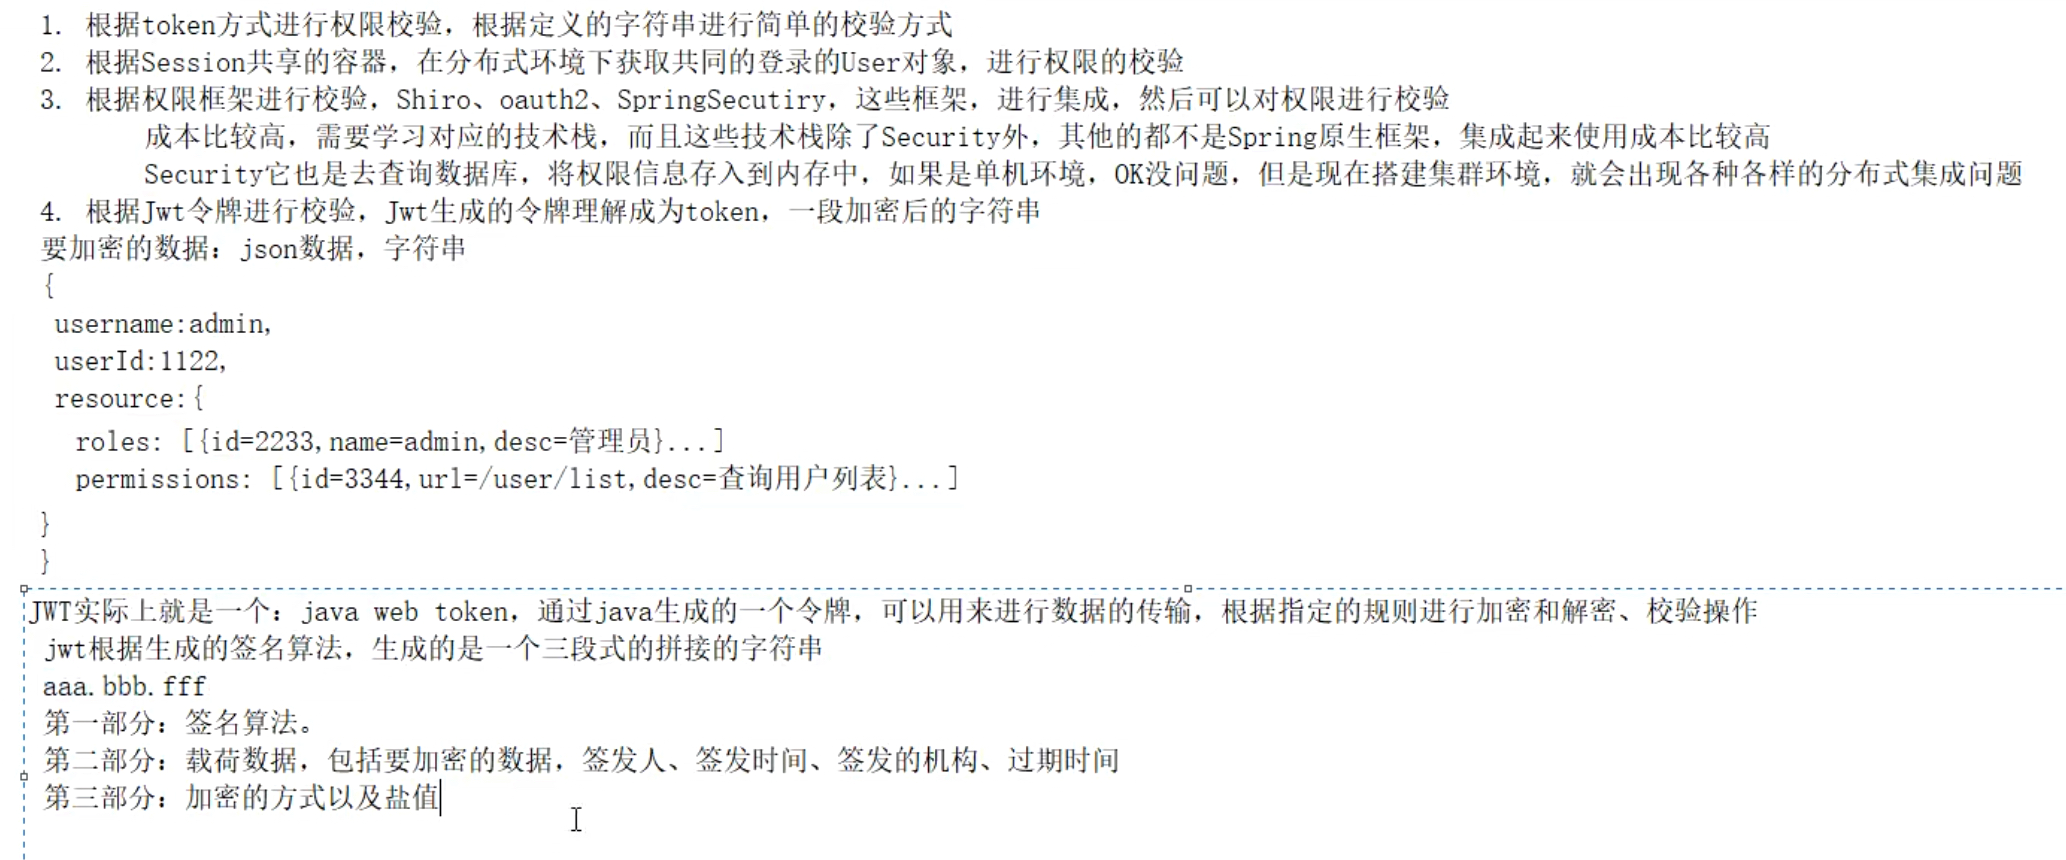 1. 根据token方式进行权限校验，根据定义的字符串进行简单的校验方式
2. 根据Session共享的容器，在分布式环境下获取共同的登录的User对象，进行权限的校验
3. 根据权限框架进行校验，Shiro、oauth2、SpringSecutiry，这些框架，进行集成，然后可以对权限进行校验
成本比较高，需要学习对应的技术栈，而且这些技术栈除了Security外，其他的都不是Spring原生框架，集成起来使用成本比较高
Security它也是去查询数据库，将权限信息存入到内存中，如果是单机环境，OK没问题，但是现在搭建集群环境，就会出现各种各样的分布式集成问题
4. 根据Jwt令牌进行校验，Jwt生成的令牌理解成为token，一段加密后的字符串
要加密的数据：json数据，字符串
{
username:admin,
userId:1122,
resource:{
roles: [{id=2233,name=admin,desc=管理员}...]
permissions: [{id=3344,url=/user/list,desc=查询用户列表}...]
}
}
JWT实际上就是一个：java web token，通过java生成的一个令牌，可以用来进行数据的传输，根据指定的规则进行加密和解密、校验操作
jwt根据生成的签名算法，生成的是一个三段式的拼接的字符串
aaa.bbb.fff
第一部分：签名算法。
第二部分：载荷数据，包括要加密的数据，签发人、签发时间、签发的机构、过期时间
第三部分：加密的方式以及盐值